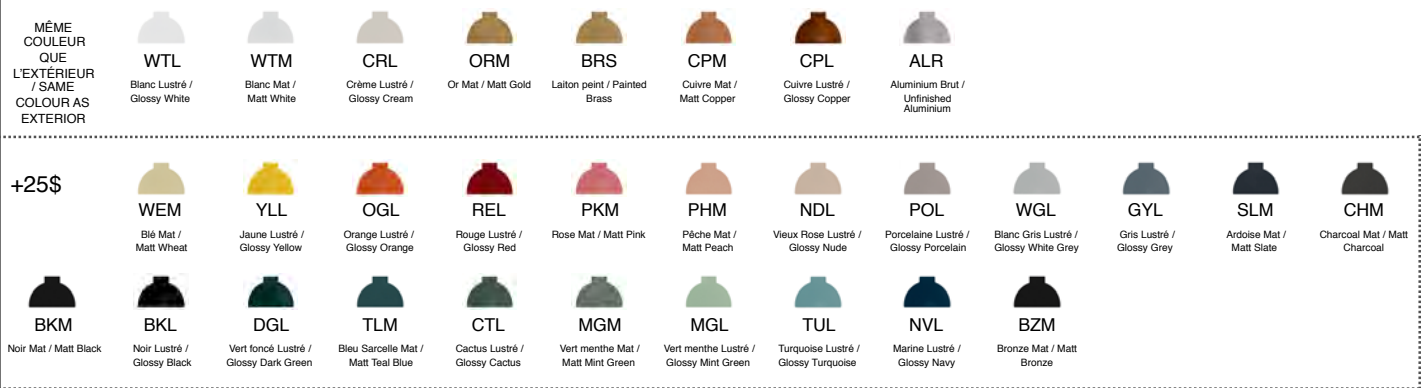 MÊME
COULEUR
QUE
L'EXTÉRIEUR
/ SAME
COLOUR AS
EXTERIOR
WTL
Blanc Lustré /
Glossy White
WTM
Blanc Mat /
Matt White
CRL
Crème Lustré /
Glossy Cream
ORM
Or Mat / Matt Gold
BRS
Laiton peint / Painted
Brass
CPM
Cuivre Mat /
Matt Copper
CPL
Cuivre Lustré /
Glossy Copper
ALR
Aluminium Brut /
Unfinished
Aluminium
+25$
WEM
Blé Mat /
Matt Wheat
YLL
Jaune Lustré /
Glossy Yellow
OGL
Orange Lustré /
Glossy Orange
REL
Rouge Lustré /
Glossy Red
PKM
Rose Mat / Matt Pink
PHM
Pêche Mat /
Matt Peach
NDL
Vieux Rose Lustré /
Glossy Nude
POL
Porcelaine Lustré /
Glossy Porcelain
WGL
Blanc Gris Lustré /
Glossy White Grey
GYL
Gris Lustré /
Glossy Grey
SLM
Ardoise Mat /
Matt Slate
CHM
Charcoal Mat / Matt
Charcoal
BKM
Noir Mat / Matt Black
BKL
Noir Lustré /
Glossy Black
DGL
Vert foncé Lustré /
Glossy Dark Green
TLM
Bleu Sarcelle Mat /
Matt Teal Blue
CTL
Cactus Lustré /
Glossy Cactus
MGM
Vert menthe Mat /
Matt Mint Green
MGL
Vert menthe Lustré /
Glossy Mint Green
TUL
Turquoise Lustré /
Glossy Turquoise
NVL
Marine Lustré /
Glossy Navy
BZM
Bronze Mat / Matt
Bronze